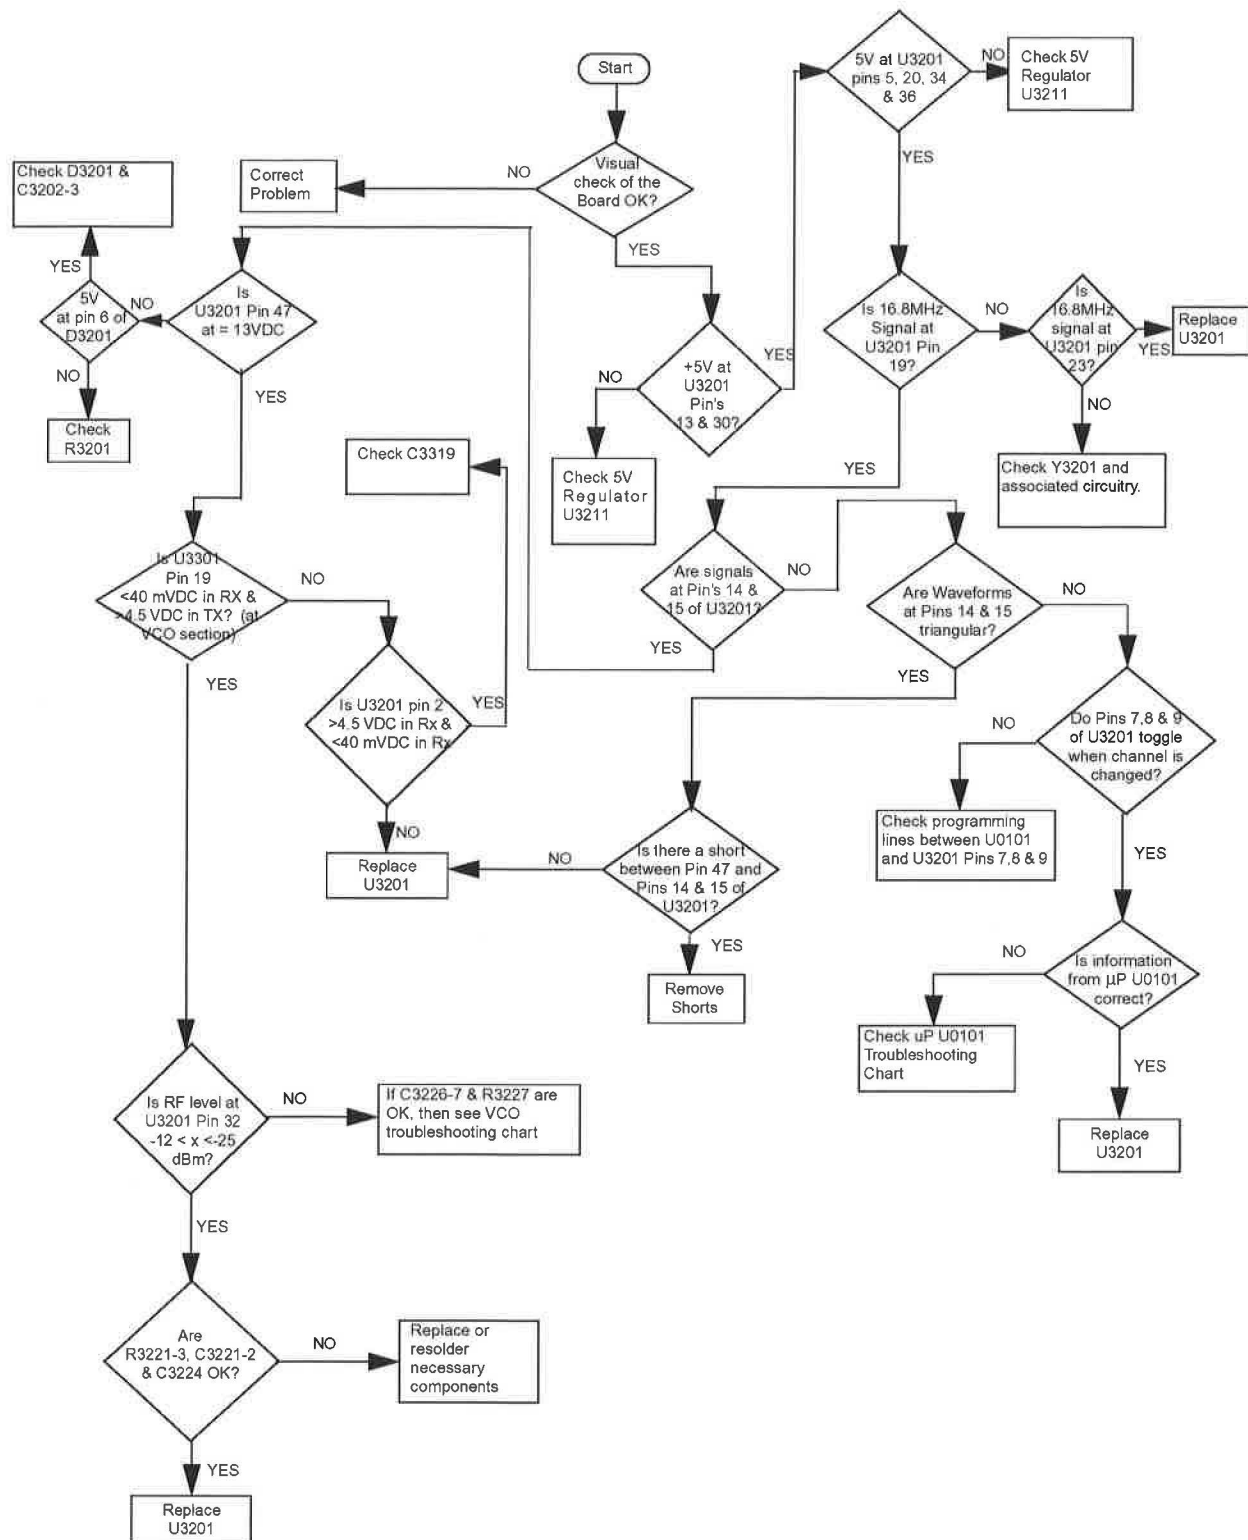 Start
Visual
check of the
Board OK?
NO
Correct
Problem
YES
+5V at
U3201
Pin's
13 & 30?
NO
Check 5V
Regulator
U3211
YES
5V at U3201
pins 5, 20, 34
& 36
NO
Check 5V
Regulator
U3211
YES
Is 16.8MHz
Signal at
U3201 Pin
19?
NO
Is
16.8MHz
signal at
U3201 pin
23?
YES
Replace
U3201
NO
Check Y3201 and
associated circuitry.
YES
Are signals
at Pin's 14 &
15 of U3201?
NO
Are Waveforms
at Pins 14 & 15
triangular?
NO
Do Pins 7,8 & 9
of U3201 toggle
when channel is
changed?
NO
Check programming
lines between U0101
and U3201 Pins 7,8 & 9
YES
Is information
from µP U0101
correct?
NO
Check uP U0101
Troubleshooting
Chart
YES
Replace
U3201
YES
Is there a short
between Pin 47 and
Pins 14 & 15 of
U3201?
NO
YES
Remove
Shorts
YES
Is
U3201 Pin 47
at = 13VDC
NO
5V
at pin 6 of
D3201
YES
Check D3201 &
C3202-3
NO
Check
R3201
YES
Is U3301
Pin 19
<40 mVDC in RX &
>4.5 VDC in TX? (at
VCO section)
NO
Is U3201 pin 2
>4.5 VDC in Rx &
<40 mVDC in Rx
YES
Check C3319
NO
Replace
U3201
YES
Is RF level at
U3201 Pin 32
-12 < x <-25
dBm?
NO
If C3226-7 & R3227 are
OK, then see VCO
troubleshooting chart
YES
Are
R3221-3, C3221-2
& C3224 OK?
NO
Replace or
resolder
necessary
components
YES
Replace
U3201